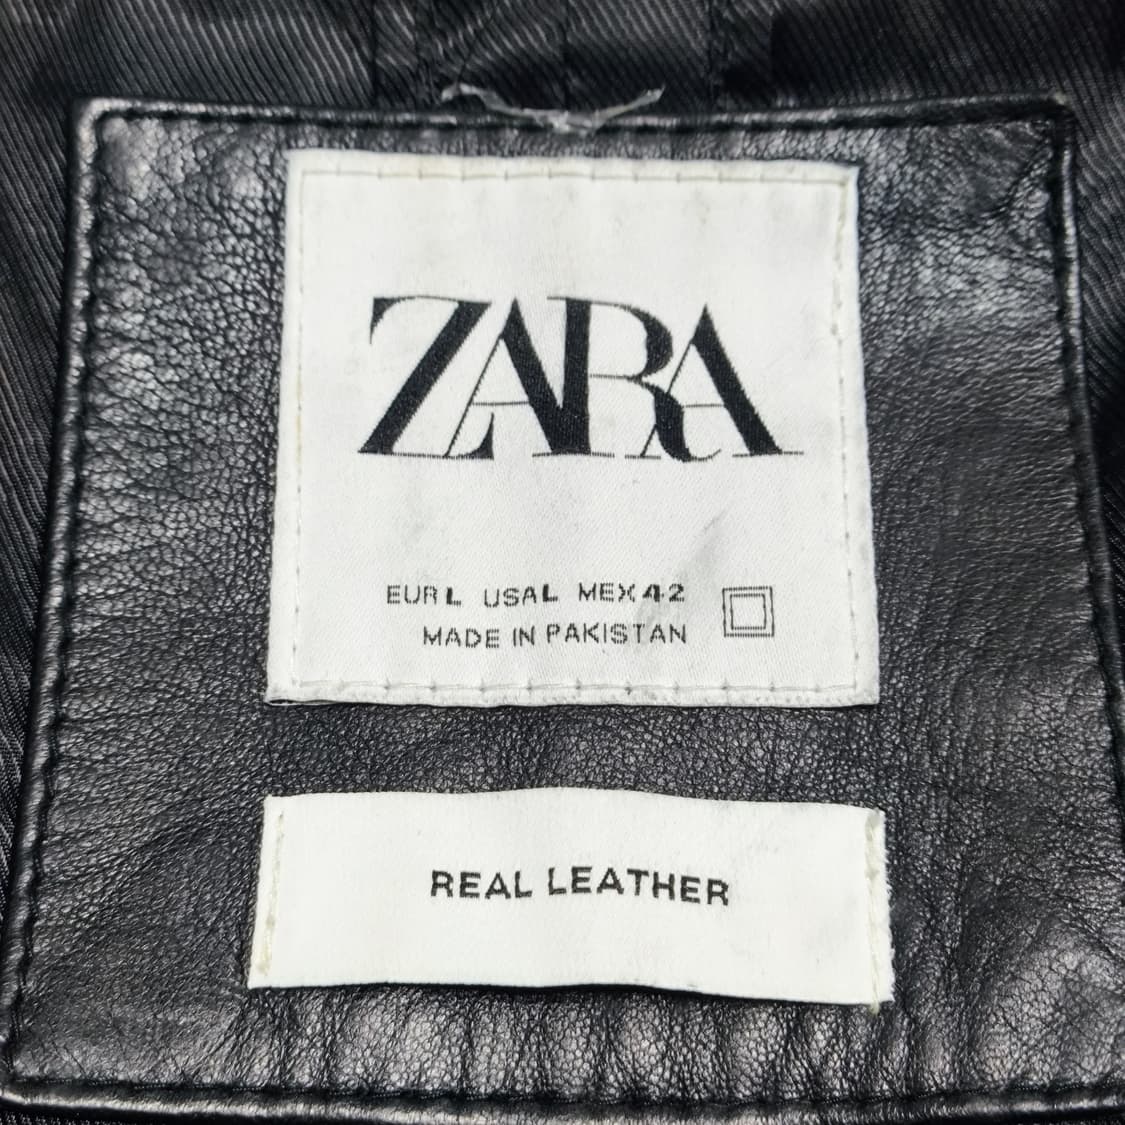 ZARA
EUR L USA L MEX 42
MADE IN PAKISTAN
REAL LEATHER